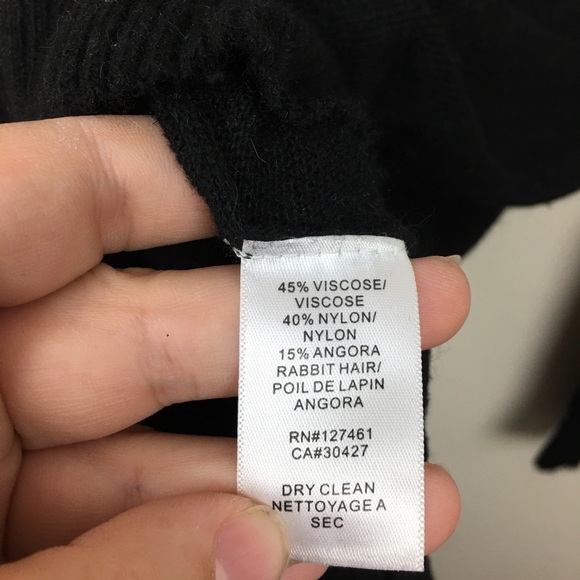 45% VISCOSE/
VISCOSE
40% NYLON/
NYLON
15% ANGORA
RABBIT HAIR/
POIL DE LAPIN
ANGORA
RN#127461
CA#30427
DRY CLEAN
NETTOYAGE A
SEC